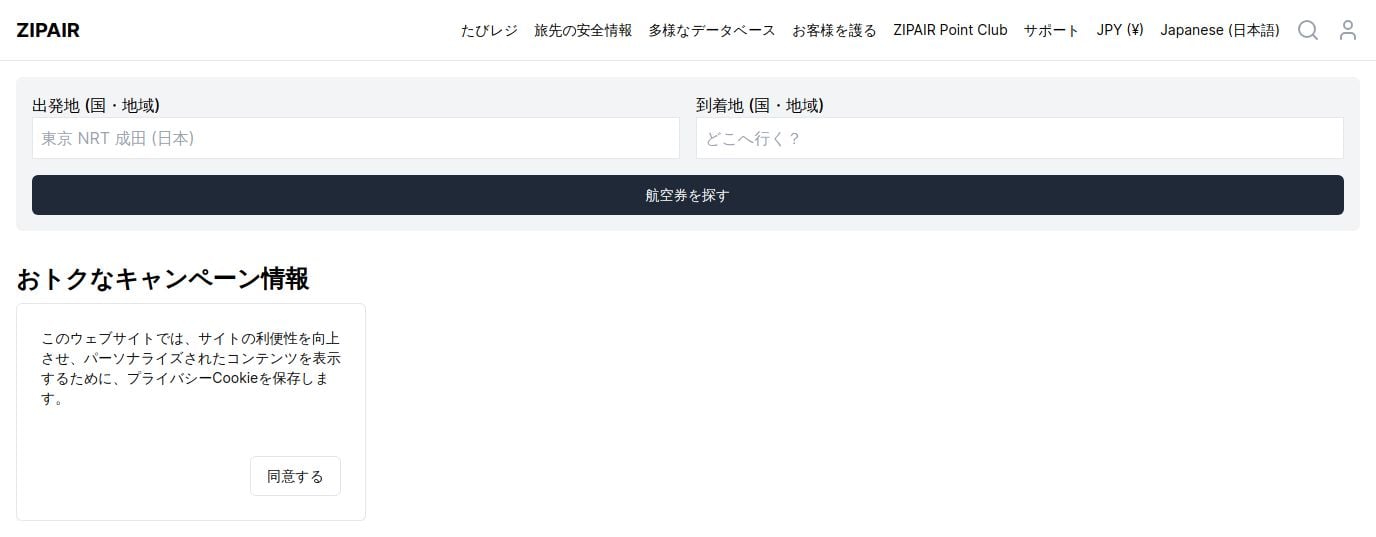 ZIPAIR
たびレジ 旅先の安全情報 多様なデータベース お客様を護る ZIPAIR Point Club サポート JPY (¥) Japanese (日本語)
出発地 (国・地域)
到着地 (国・地域)
東京 NRT 成田 (日本)
どこへ行く？
航空券を探す
おトクなキャンペーン情報
このウェブサイトでは、サイトの利便性を向上
させ、パーソナライズされたコンテンツを表示
するために、プライバシーCookieを保存しま
す。
同意する